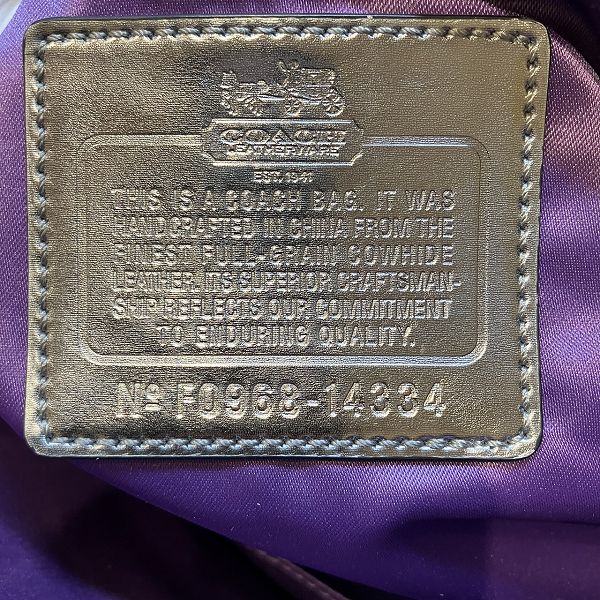 COACH
LEATHERWARE
EST. 1941
THIS IS A COACH BAG. IT WAS
HANDCRAFTED IN CHINA FROM THE
FINEST FULL-GRAIN COWHIDE
LEATHER. ITS SUPERIOR CRAFTSMAN-
SHIP REFLECTS OUR COMMITMENT
TO ENDURING QUALITY.
No F0968-14334